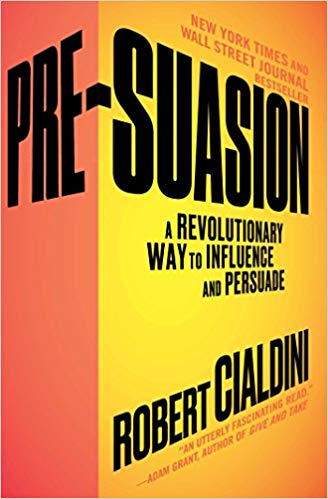 NEW YORK TIMES AND
WALL STREET JOURNAL
BESTSELLER
PRE-SUASION
A REVOLUTIONARY
WAY TO INFLUENCE
AND PERSUADE
ROBERT CIALDINI
"AN UTTERLY FASCINATING READ."
—ADAM GRANT, AUTHOR OF GIVE AND TAKE